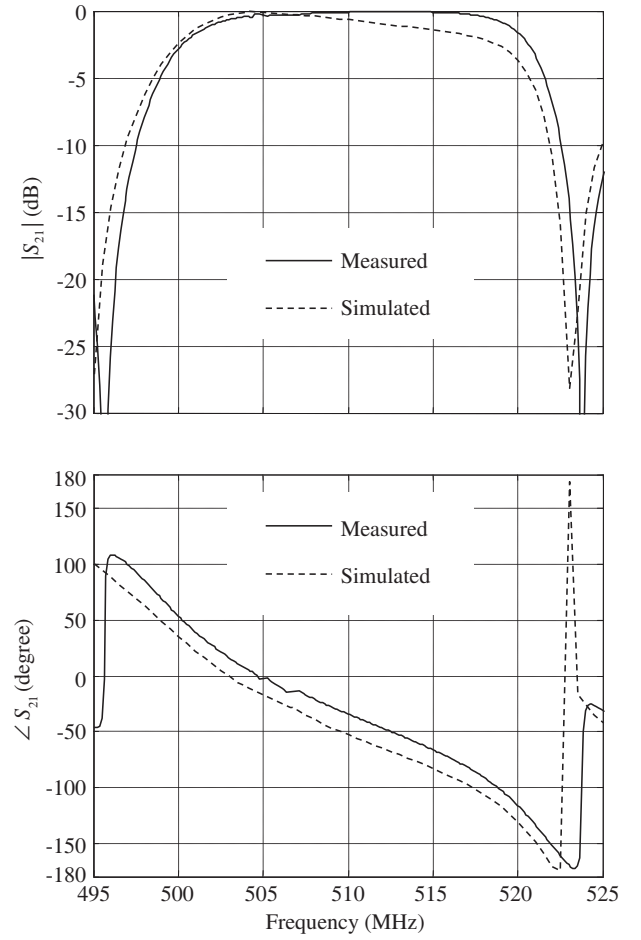 0
-5
-10
-15
-20
-25
-30
|S21| (dB)
Measured
Simulated
180
150
100
50
0
-50
-100
-150
-180
∠ S21 (degree)
Measured
Simulated
495 500 505 510 515 520 525
Frequency (MHz)